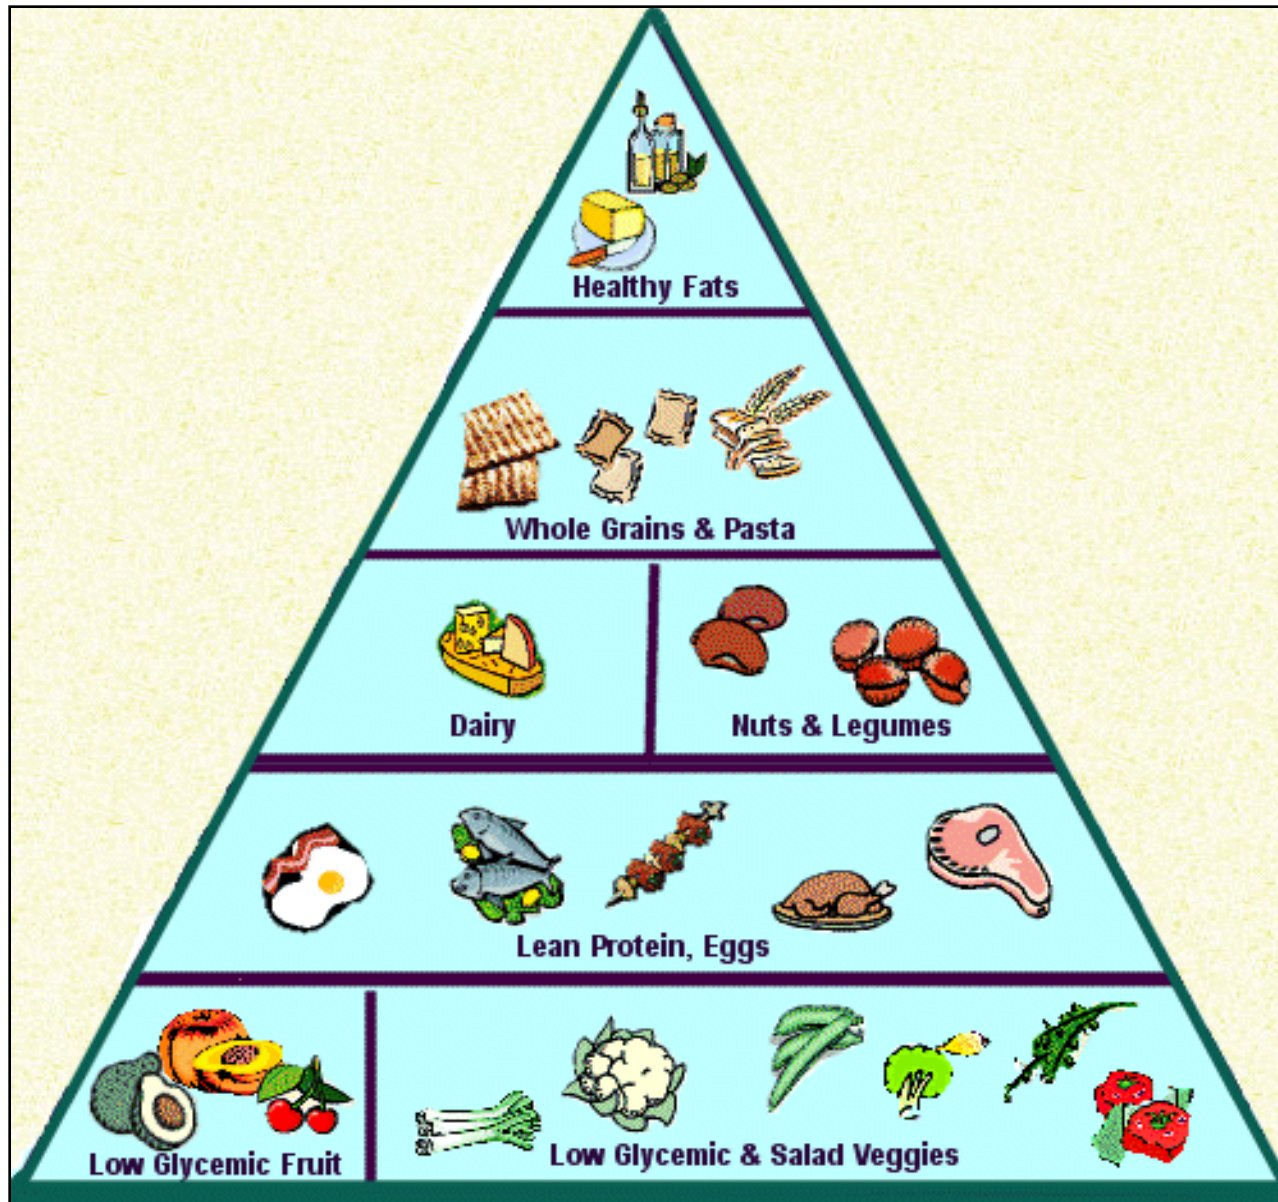 Healthy Fats
Whole Grains & Pasta
Dairy
Nuts & Legumes
Lean Protein, Eggs
Low Glycemic Fruit
Low Glycemic & Salad Veggies